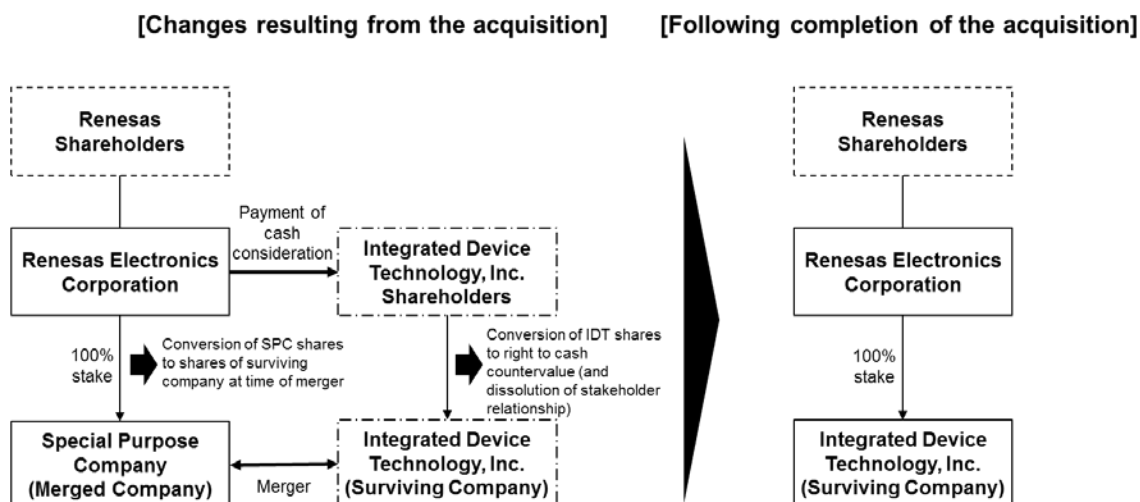 [Changes resulting from the acquisition]
[Following completion of the acquisition]
Renesas
Shareholders
Payment of
cash
consideration
Renesas Electronics
Corporation
Integrated Device
Technology, Inc.
Shareholders
100%
stake
Conversion of SPC shares
to shares of surviving
company at time of merger
Conversion of IDT shares
to right to cash
countervalue (and
dissolution of stakeholder
relationship)
Special Purpose
Company
(Merged Company)
Merger
Integrated Device
Technology, Inc.
(Surviving Company)
Renesas
Shareholders
Renesas Electronics
Corporation
100%
stake
Integrated Device
Technology, Inc.
(Surviving Company)